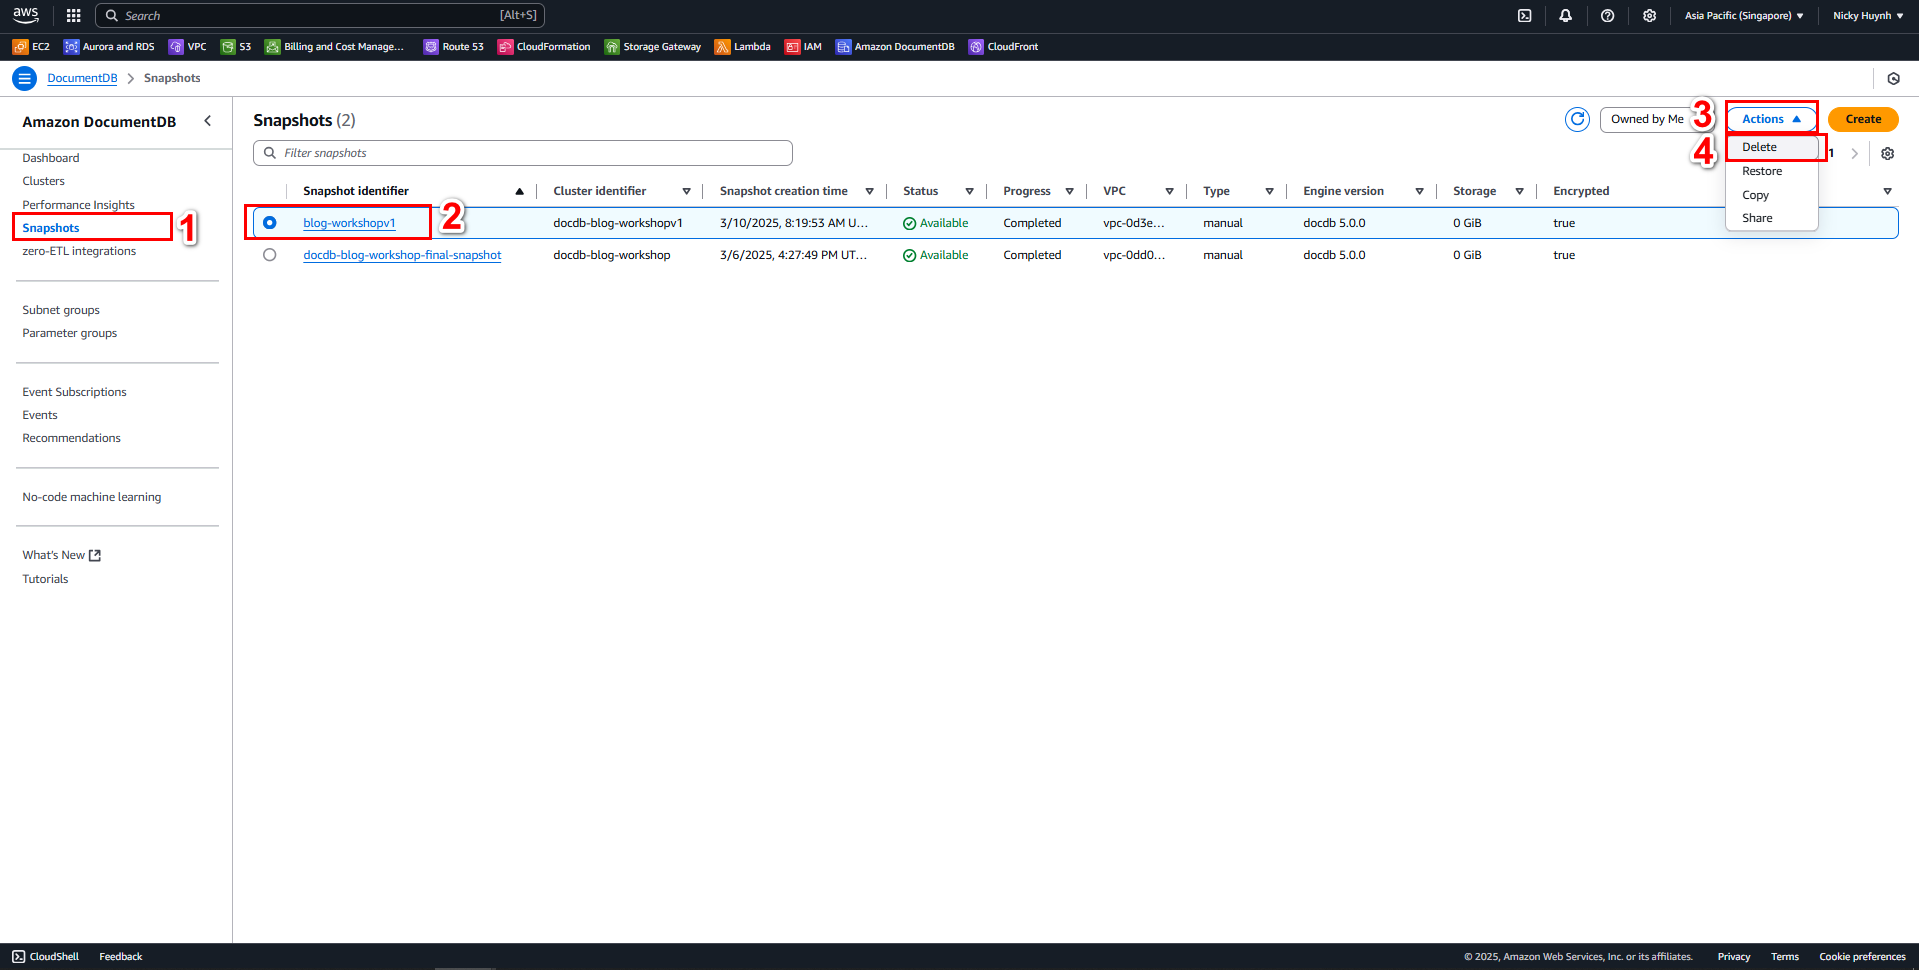 aws Search [Alt+S] Asia Pacific (Singapore) Nicky Huynh
EC2 Aurora and RDS VPC S3 Billing and Cost Manage... Route 53 CloudFormation Storage Gateway Lambda IAM Amazon DocumentDB CloudFront
DocumentDB > Snapshots
Amazon DocumentDB
Dashboard
Clusters
Performance Insights
Snapshots 1
zero-ETL integrations
Subnet groups
Parameter groups
Event Subscriptions
Events
Recommendations
No-code machine learning
What's New
Tutorials
Snapshots (2) Owned by Me 3 Actions Create
Filter snapshots 4 Delete 1
Restore
Copy
Share
Snapshot identifier Cluster identifier Snapshot creation time Status Progress VPC Type Engine version Storage Encrypted
blog-workshopv1 2 docdb-blog-workshopv1 3/10/2025, 8:19:53 AM U... Available Completed vpc-0d3e... manual docdb 5.0.0 0 GiB true
docdb-blog-workshop-final-snapshot docdb-blog-workshop 3/6/2025, 4:27:49 PM UT... Available Completed vpc-0dd0... manual docdb 5.0.0 0 GiB true
CloudShell Feedback © 2025, Amazon Web Services, Inc. or its affiliates. Privacy Terms Cookie preferences